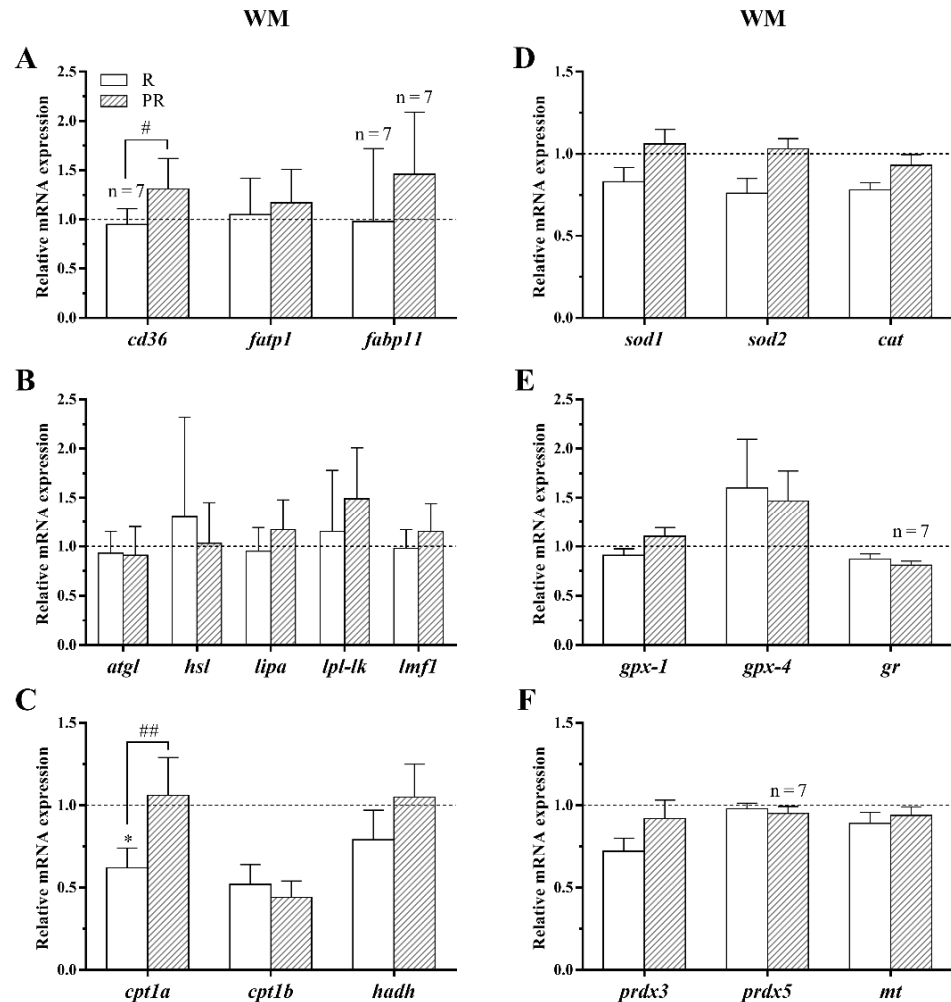 WM
A
Relative mRNA expression
2.5
2.0
1.5
1.0
0.5
0.0
R
PR
#
n = 7
n = 7
n = 7
cd36 fatp1 fabp11
B
Relative mRNA expression
2.5
2.0
1.5
1.0
0.5
0.0
atgl hsl lipa lpl-lk lmf1
C
Relative mRNA expression
1.5
1.0
0.5
0.0
##
*
cpt1a cpt1b hadh
WM
D
Relative mRNA expression
1.5
1.0
0.5
0.0
sod1 sod2 cat
E
Relative mRNA expression
2.5
2.0
1.5
1.0
0.5
0.0
n = 7
gpx-1 gpx-4 gr
F
Relative mRNA expression
1.5
1.0
0.5
0.0
n = 7
prdx3 prdx5 mt